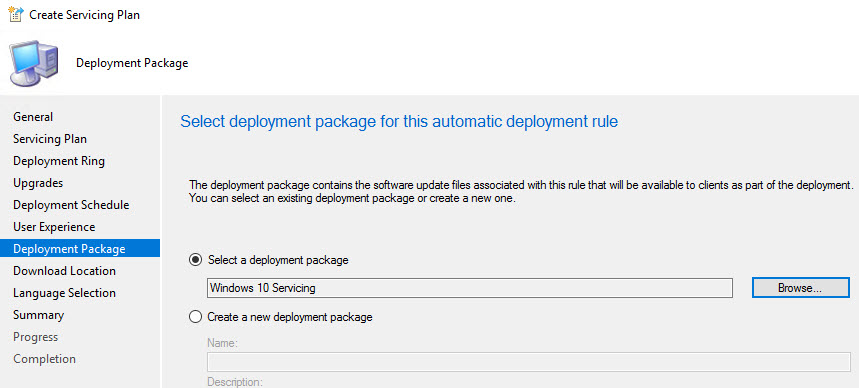 Create Servicing Plan
Deployment Package
General
Servicing Plan
Deployment Ring
Upgrades
Deployment Schedule
User Experience
Deployment Package
Download Location
Language Selection
Summary
Progress
Completion
Select deployment package for this automatic deployment rule
The deployment package contains the software update files associated with this rule that will be available to clients as part of the deployment.
You can select an existing deployment package or create a new one.
Select a deployment package
Windows 10 Servicing
Browse...
Create a new deployment package
Name:
Description: